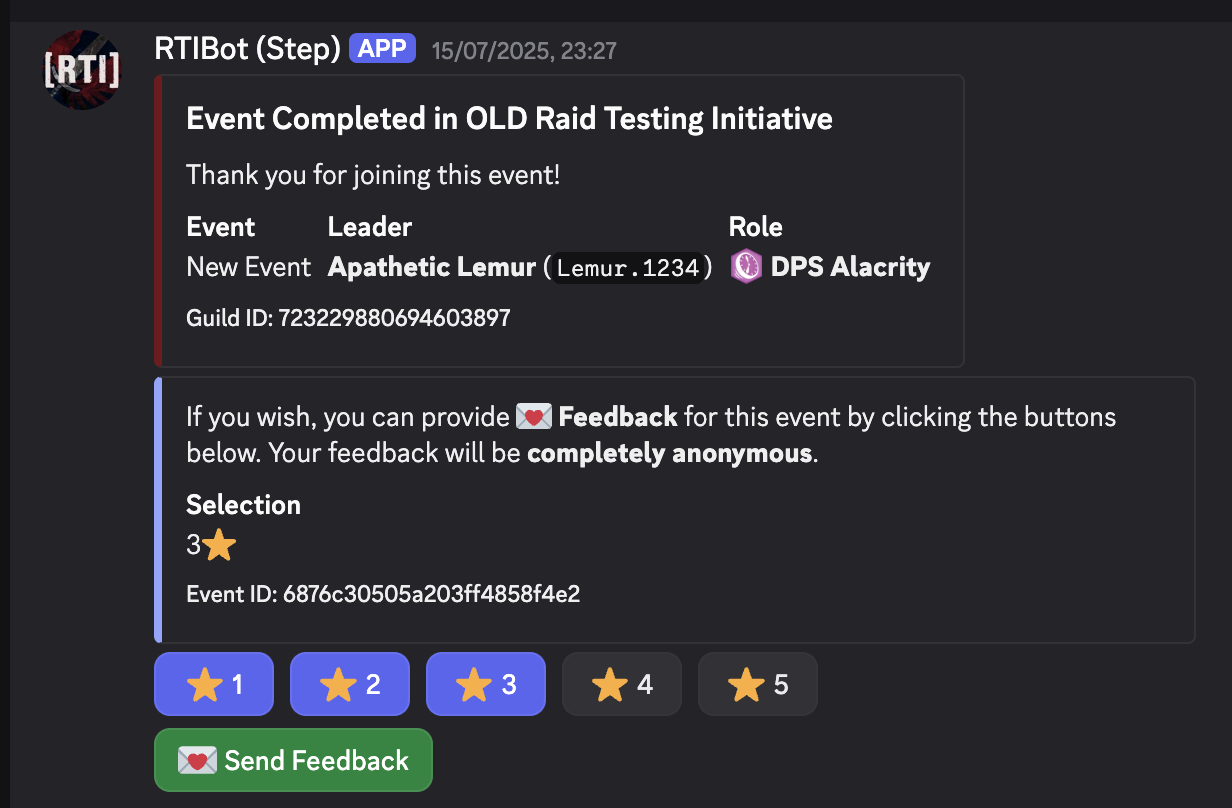 [RTI]
RTIBot (Step) APP 15/07/2025, 23:27
Event Completed in OLD Raid Testing Initiative
Thank you for joining this event!
Event Leader Role
New Event Apathetic Lemur (Lemur.1234) DPS Alacrity
Guild ID: 723229880694603897
If you wish, you can provide 💌 Feedback for this event by clicking the buttons
below. Your feedback will be completely anonymous.
Selection
3⭐
Event ID: 6876c30505a203ff4858f4e2
⭐ 1 ⭐ 2 ⭐ 3 ⭐ 4 ⭐ 5
💌 Send Feedback